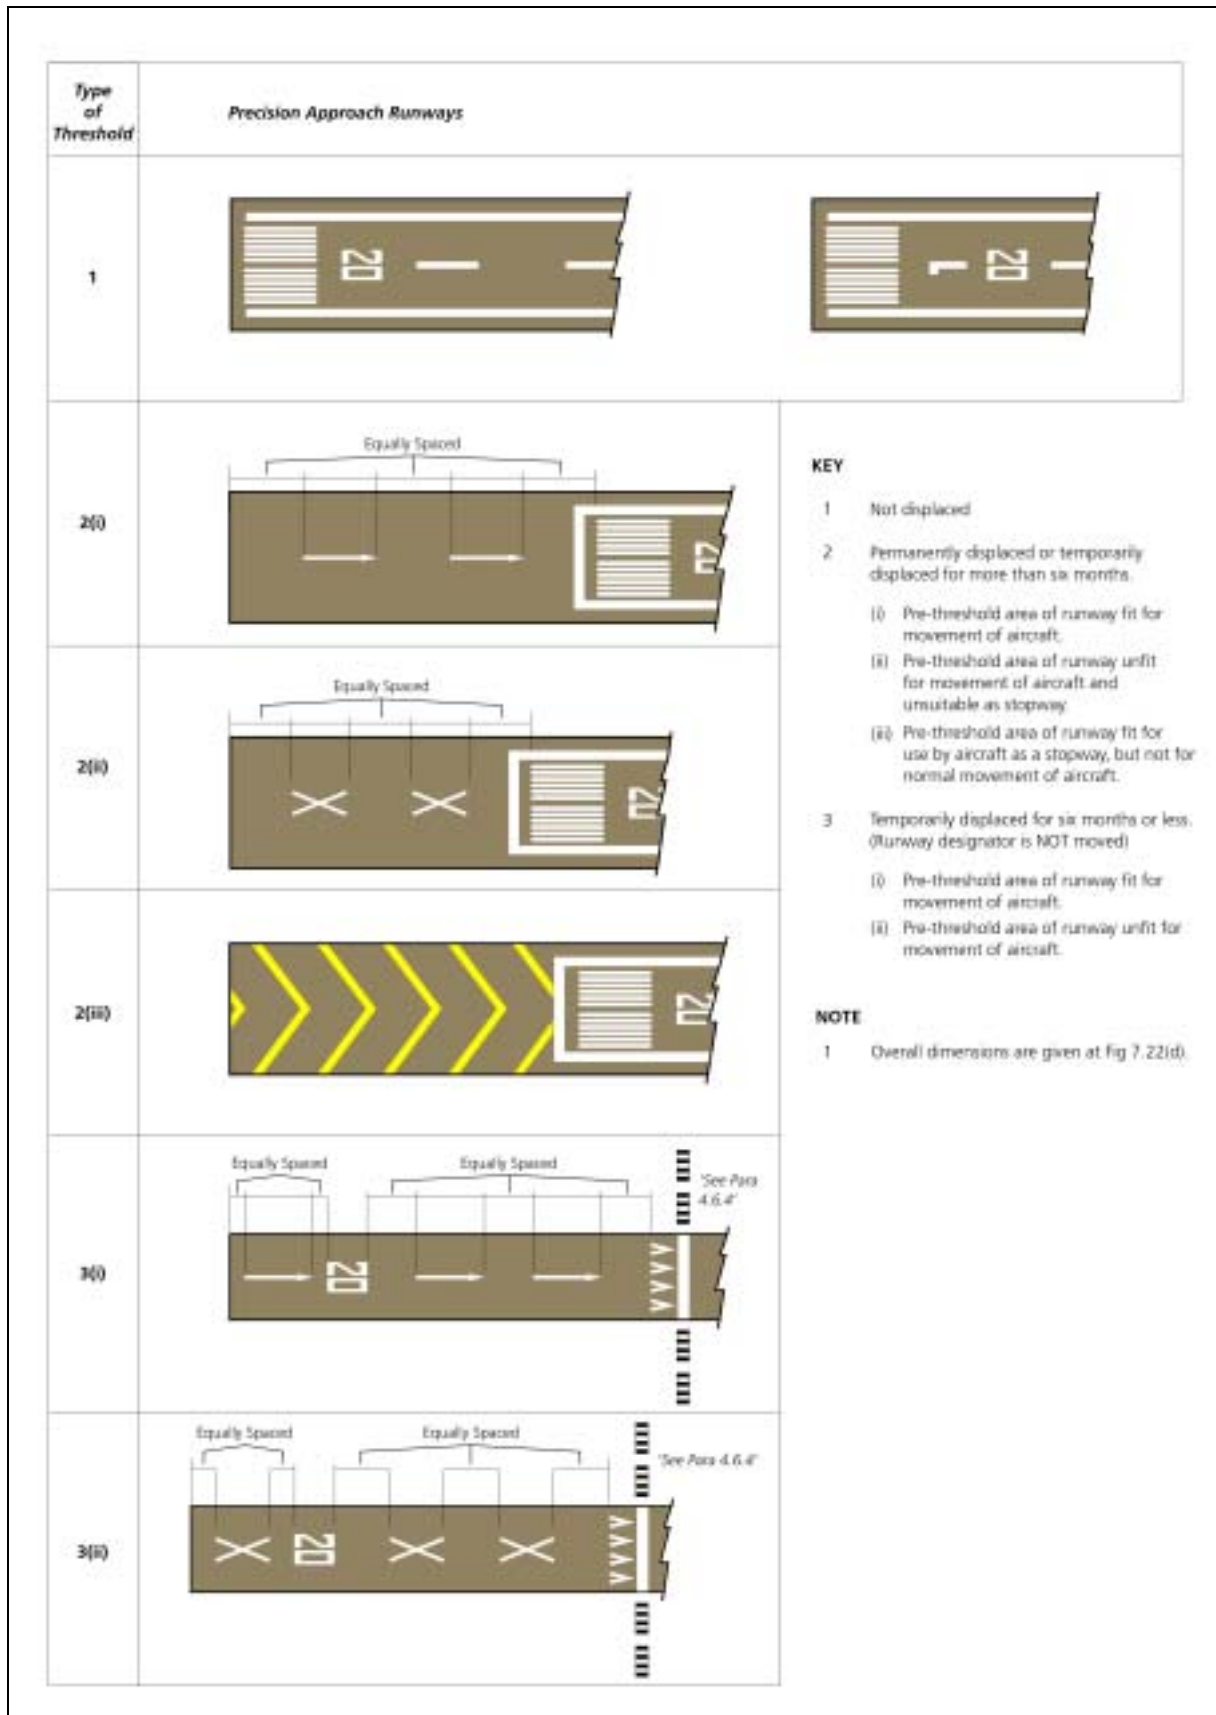 Type
of
Threshold
Precision Approach Runways
1
20
L
20
2(i)
Equally Spaced
20
2(ii)
Equally Spaced
20
2(iii)
20
3(i)
Equally Spaced
Equally Spaced
20
'See Para
4.6.4'
3(ii)
Equally Spaced
Equally Spaced
20
'See Para 4.6.4'
KEY
1 Not displaced
2 Permanently displaced or temporarily
displaced for more than six months.
(i) Pre-threshold area of runway fit for
movement of aircraft.
(ii) Pre-threshold area of runway unfit
for movement of aircraft and
unsuitable as stopway
(iii) Pre-threshold area of runway fit for
use by aircraft as a stopway, but not for
normal movement of aircraft.
3 Temporarily displaced for six months or less.
(Runway designator is NOT moved)
(i) Pre-threshold area of runway fit for
movement of aircraft.
(ii) Pre-threshold area of runway unfit for
movement of aircraft.
NOTE
1 Overall dimensions are given at Fig 7.22(d).